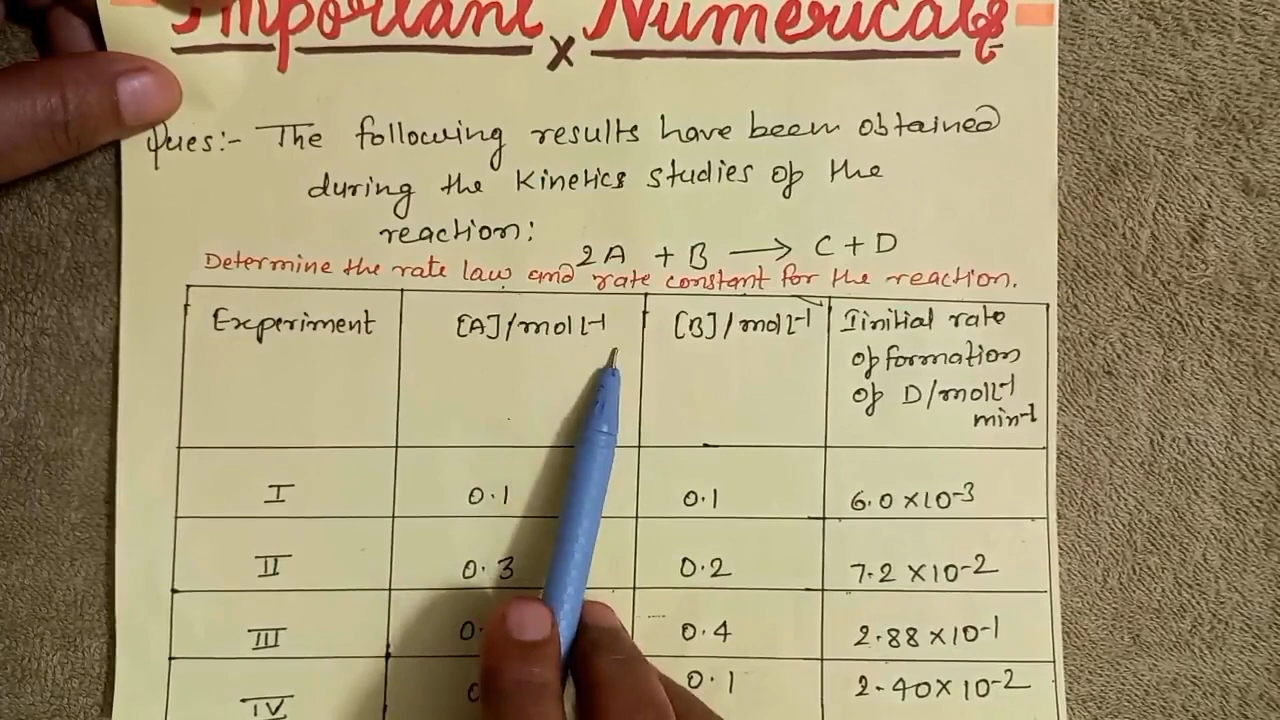 Important Numericals
Ques:- The following results have been obtained
during the Kinetics studies of the
reaction:
2A + B → C + D
Determine the rate law and rate constant for the reaction.
Experiment [A]/mol L-1 [B]/mol L-1 Iinitial rate
of formation
of D/mol L-1
min-1
I 0.1 0.1 6.0 × 10-3
II 0.3 0.2 7.2 × 10-2
III 0.4 2.88 × 10-1
IV 0.1 2.40 × 10-2